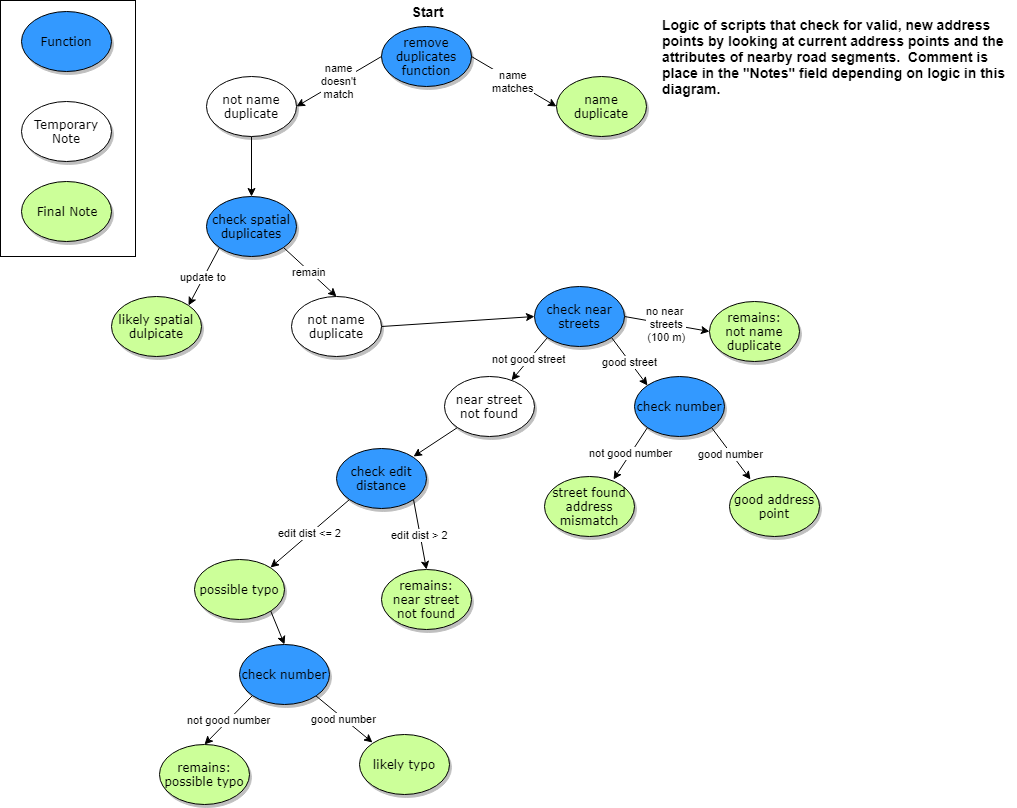 Function
Temporary
Note
Final Note
Start
remove
duplicates
function
Logic of scripts that check for valid, new address
points by looking at current address points and the
attributes of nearby road segments.  Comment is
place in the "Notes" field depending on logic in this
diagram.
name
doesn't
match
name
matches
not name
duplicate
name
duplicate
check spatial
duplicates
update to
remain
likely spatial
dulpicate
not name
duplicate
check near
streets
no near
streets
(100 m)
remains:
not name
duplicate
not good street
good street
near street
not found
check number
not good number
good number
check edit
distance
street found
address
mismatch
good address
point
edit dist <= 2
edit dist > 2
possible typo
remains:
near street
not found
check number
not good number
good number
remains:
possible typo
likely typo